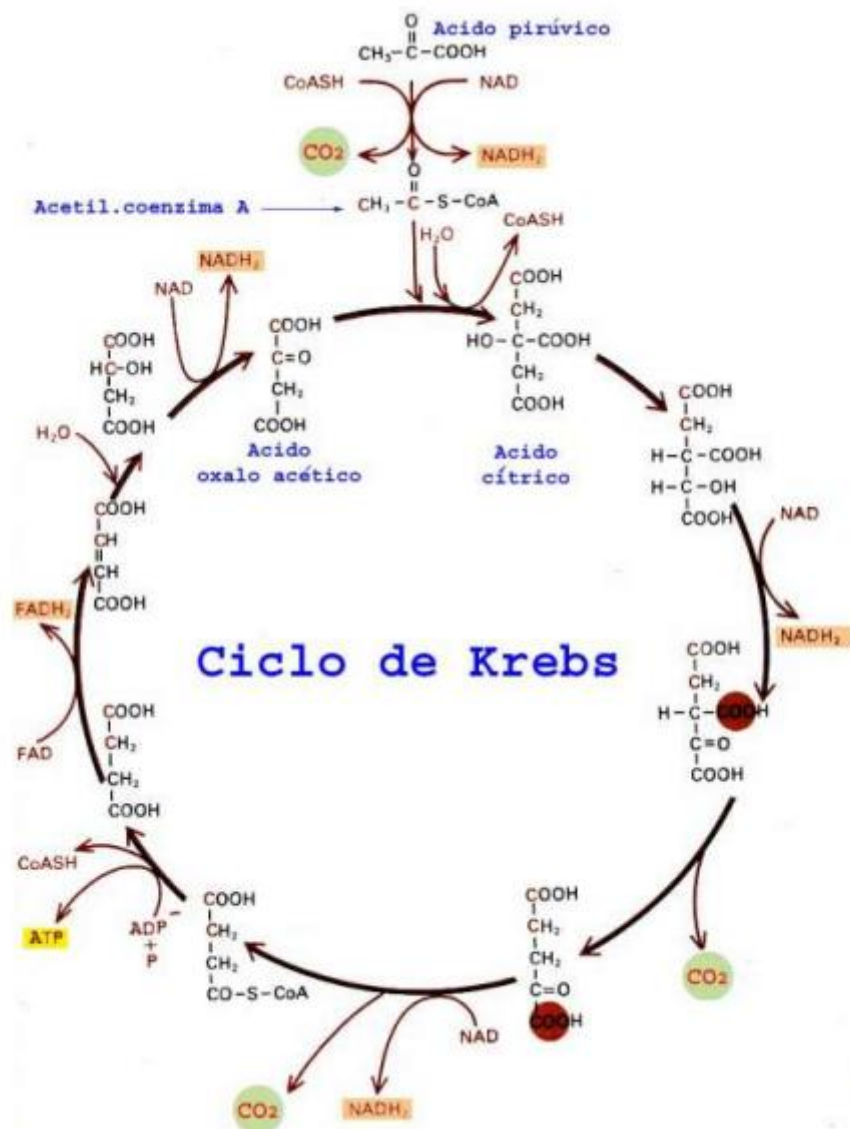 O
Acido pirúvico
CH₃-C-COOH
CoASH
NAD
CO2
NADH₂
O
Acetil.coenzima A
CH₃-C-S-CoA
H₂O
CoASH
NADH₂
NAD
COOH
C=O
CH₂
COOH
Acido
oxalo acético
COOH
CH₂
HO-C-COOH
CH₂
COOH
Acido
cítrico
COOH
CH₂
H-C-COOH
H-C-OH
COOH
NAD
NADH₂
COOH
HC-OH
CH₂
COOH
H₂O
COOH
CH
CH
COOH
FADH₂
FAD
Ciclo de Krebs
COOH
CH₂
H-C-COOH
C=O
COOH
COOH
CH₂
CH₂
COOH
CoASH
ATP
ADP
+
P
COOH
CH₂
CH₂
CO-S-CoA
COOH
CH₂
CH₂
C=O
COOH
CO2
NAD
CO2
NADH₂